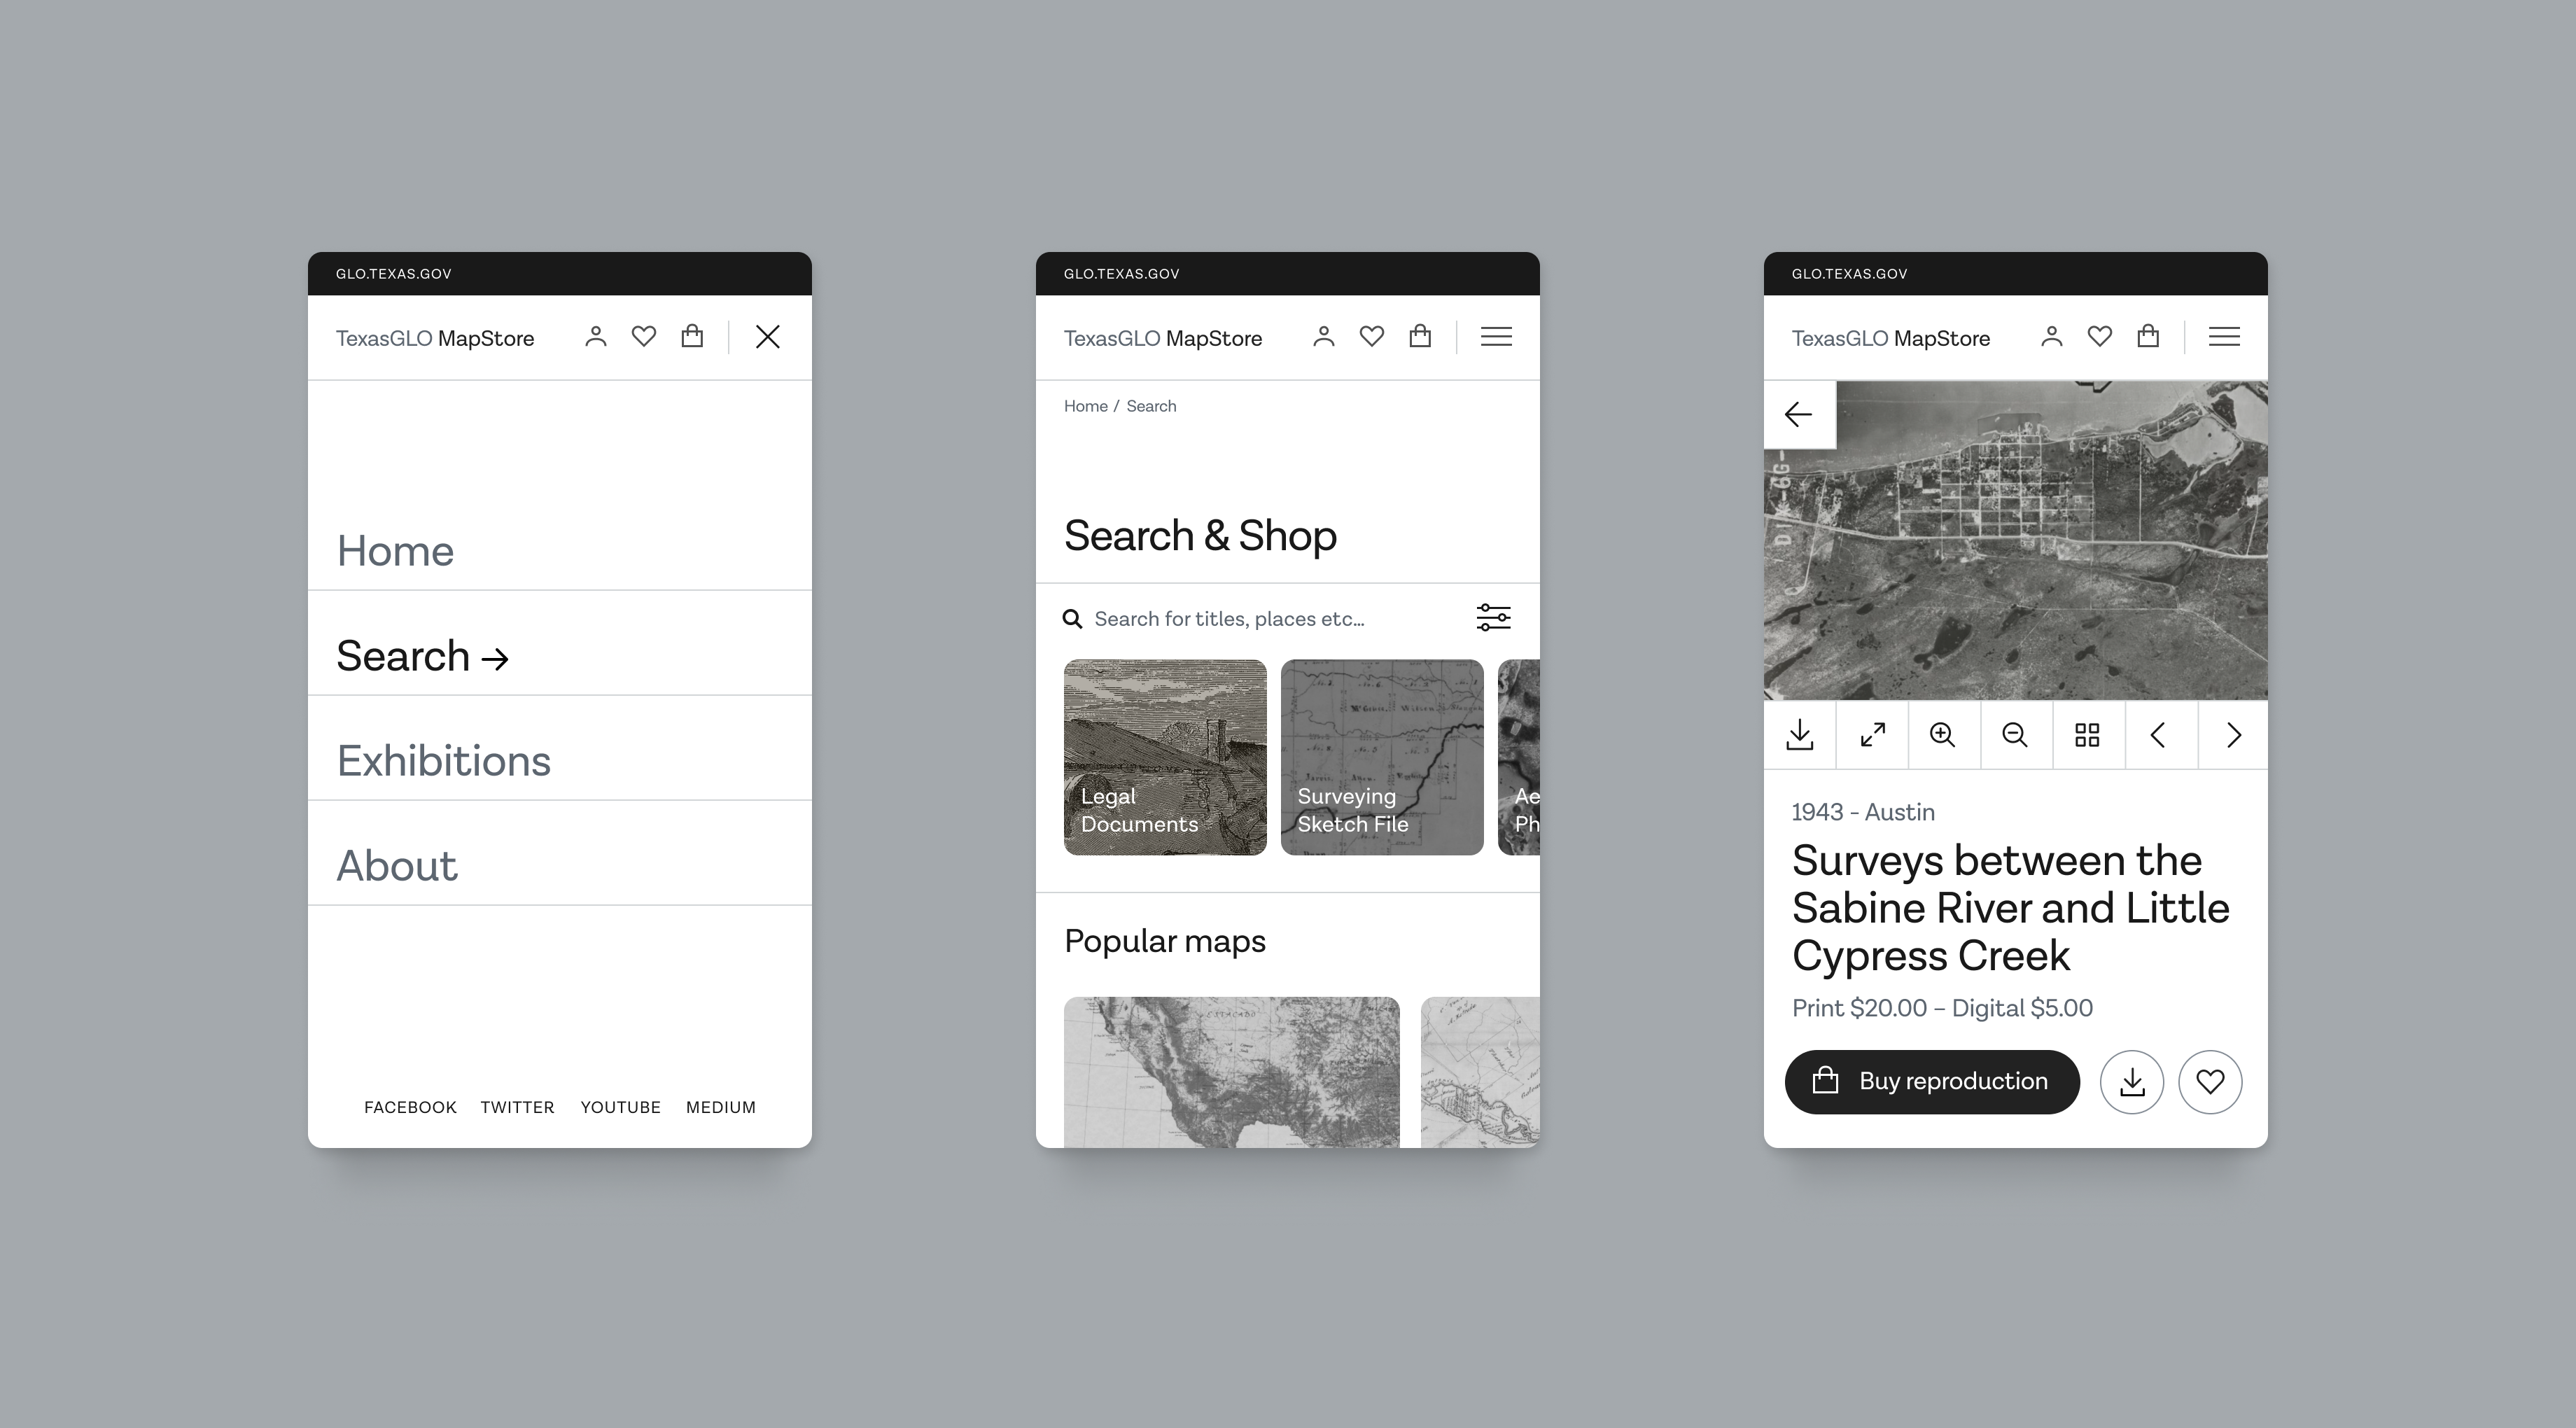 GLO.TEXAS.GOV
TexasGLO MapStore
Home
Search
Exhibitions
About
FACEBOOK TWITTER YOUTUBE MEDIUM
GLO.TEXAS.GOV
TexasGLO MapStore
Home / Search
Search & Shop
Search for titles, places etc...
Legal
Documents
Surveying
Sketch File
Ae
Ph
Popular maps
GLO.TEXAS.GOV
TexasGLO MapStore
1943 - Austin
Surveys between the
Sabine River and Little
Cypress Creek
Print $20.00 – Digital $5.00
Buy reproduction